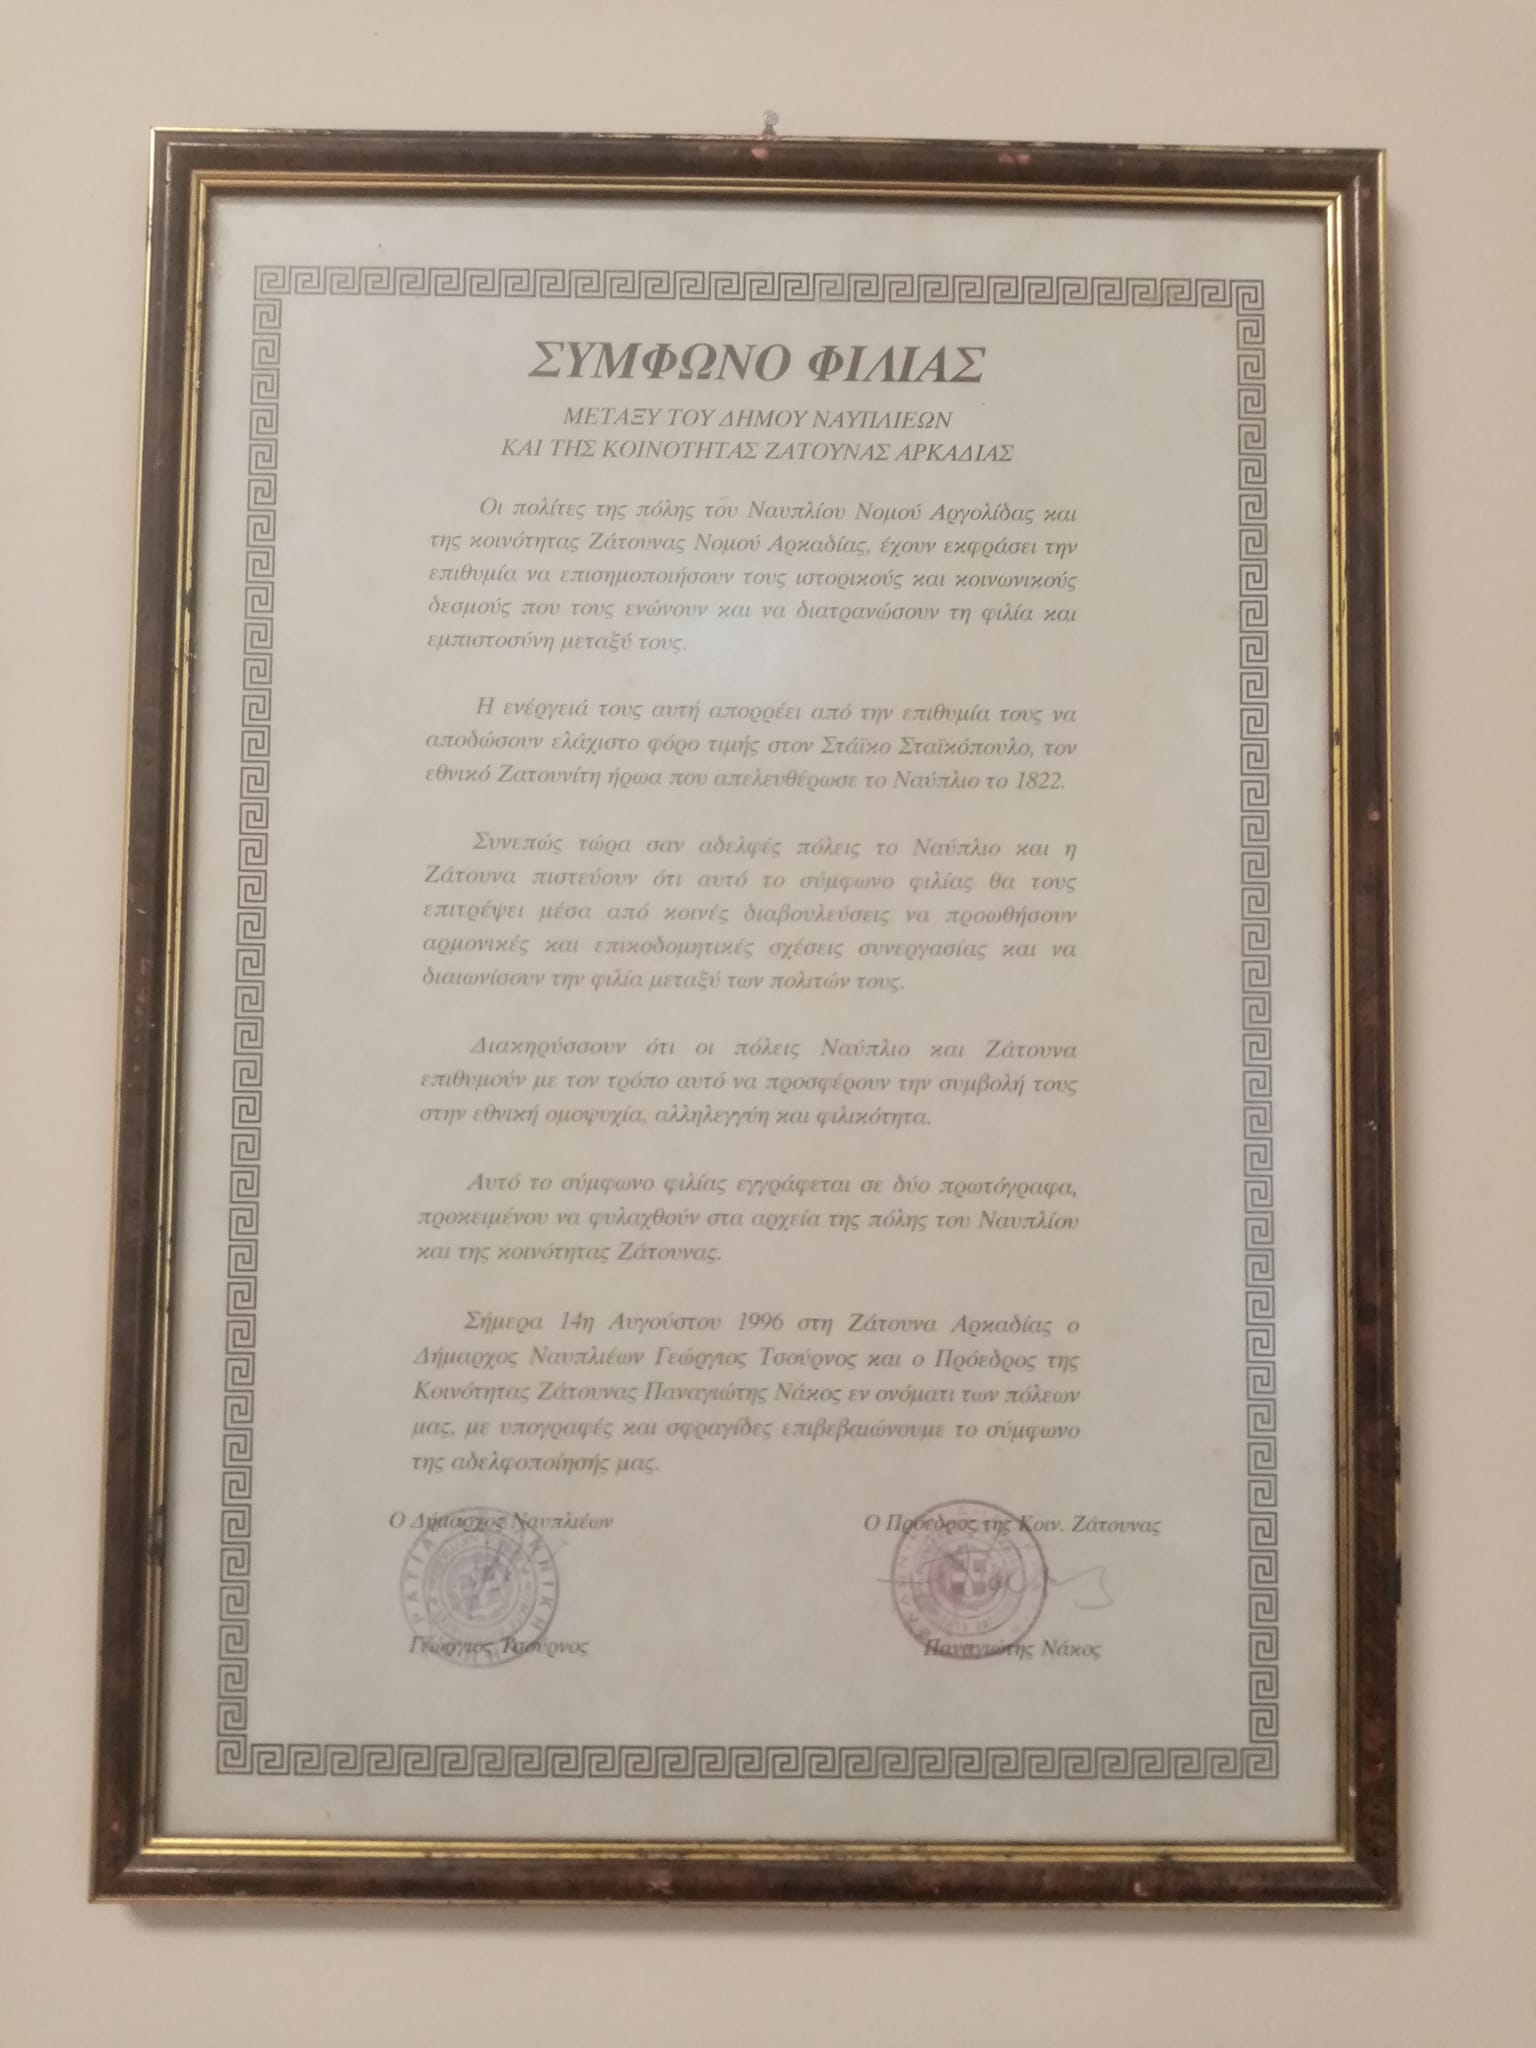 ΣΥΜΦΩΝΟ ΦΙΛΙΑΣ
ΜΕΤΑΞΥ ΤΟΥ ΔΗΜΟΥ ΝΑΥΠΛΙΕΩΝ
ΚΑΙ ΤΗΣ ΚΟΙΝΟΤΗΤΑΣ ΖΑΤΟΥΝΑΣ ΑΡΚΑΔΙΑΣ
Οι πολίτες της πόλης του Ναυπλίου Νομού Αργολίδας και
της κοινότητας Ζάτουνας Νομού Αρκαδίας, έχουν εκφράσει την
επιθυμία να επισημοποιήσουν τους ιστορικούς και κοινωνικούς
δεσμούς που τους ενώνουν και να διατρανώσουν τη φιλία και
εμπιστοσύνη μεταξύ τους.
Η ενέργειά τους αυτή απορρέει από την επιθυμία τους να
αποδώσουν ελάχιστο φόρο τιμής στον Στάϊκο Σταϊκόπουλο, τον
εθνικό Ζατουνίτη ήρωα που απελευθέρωσε το Ναύπλιο το 1822.
Συνεπώς τώρα σαν αδελφές πόλεις το Ναύπλιο και η
Ζάτουνα πιστεύουν ότι αυτό το σύμφωνο φιλίας θα τους
επιτρέψει μέσα από κοινές διαβουλεύσεις να προωθήσουν
αρμονικές και επικοδομητικές σχέσεις συνεργασίας και να
διαιωνίσουν την φιλία μεταξύ των πολιτών τους.
Διακηρύσσουν ότι οι πόλεις Ναύπλιο και Ζάτουνα
επιθυμούν με τον τρόπο αυτό να προσφέρουν την συμβολή τους
στην εθνική ομοψυχία, αλληλεγγύη και φιλικότητα.
Αυτό το σύμφωνο φιλίας εγγράφεται σε δύο πρωτόγραφα,
προκειμένου να φυλαχθούν στα αρχεία της πόλης του Ναυπλίου
και της κοινότητας Ζάτουνας.
Σήμερα 14η Αυγούστου 1996 στη Ζάτουνα Αρκαδίας ο
Δήμαρχος Ναυπλιέων Γεώργιος Τσούρνος και ο Πρόεδρος της
Κοινότητας Ζάτουνας Παναγιώτης Νάκος εν ονόματι των πόλεων
μας, με υπογραφές και σφραγίδες επιβεβαιώνουμε το σύμφωνο
της αδελφοποίησής μας.
Ο Δήμαρχος Ναυπλιέων
Ο Πρόεδρος της Κοιν. Ζάτουνας
Γεώργιος Τσούρνος
Παναγιώτης Νάκος